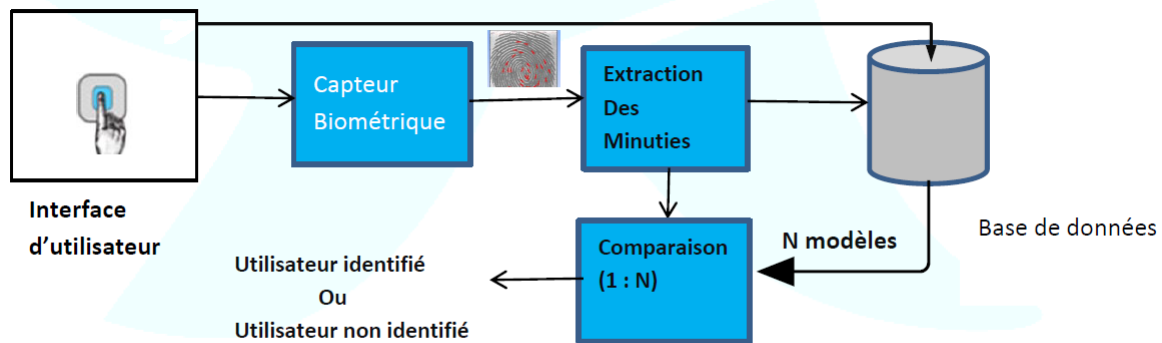 Capteur
Biométrique
Extraction
Des
Minuties
Interface
d’utilisateur
Base de données
N modèles
Comparaison
(1 : N)
Utilisateur identifié
Ou
Utilisateur non identifié